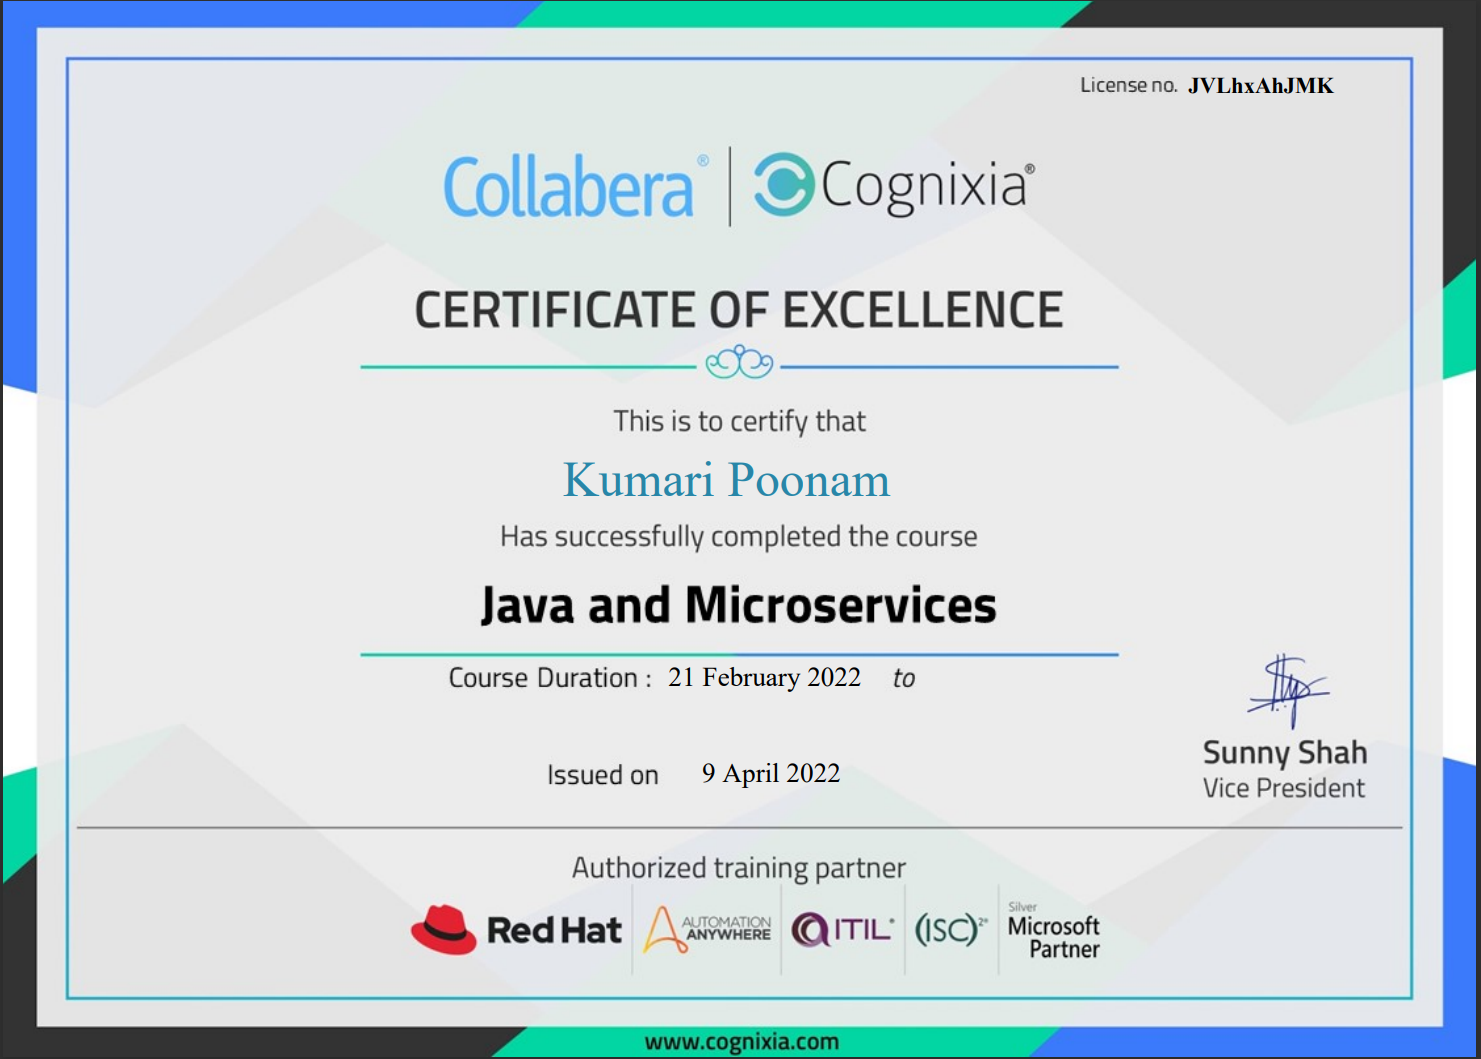 License no. JVLhxAhJMK
Collabera® | Cognixia®
CERTIFICATE OF EXCELLENCE
This is to certify that
Kumari Poonam
Has successfully completed the course
Java and Microservices
Course Duration : 21 February 2022 to
Issued on 9 April 2022
Sunny Shah
Vice President
Authorized training partner
Red Hat
AUTOMATION
ANYWHERE
ITIL®
(ISC)²®
Silver
Microsoft
Partner
www.cognixia.com